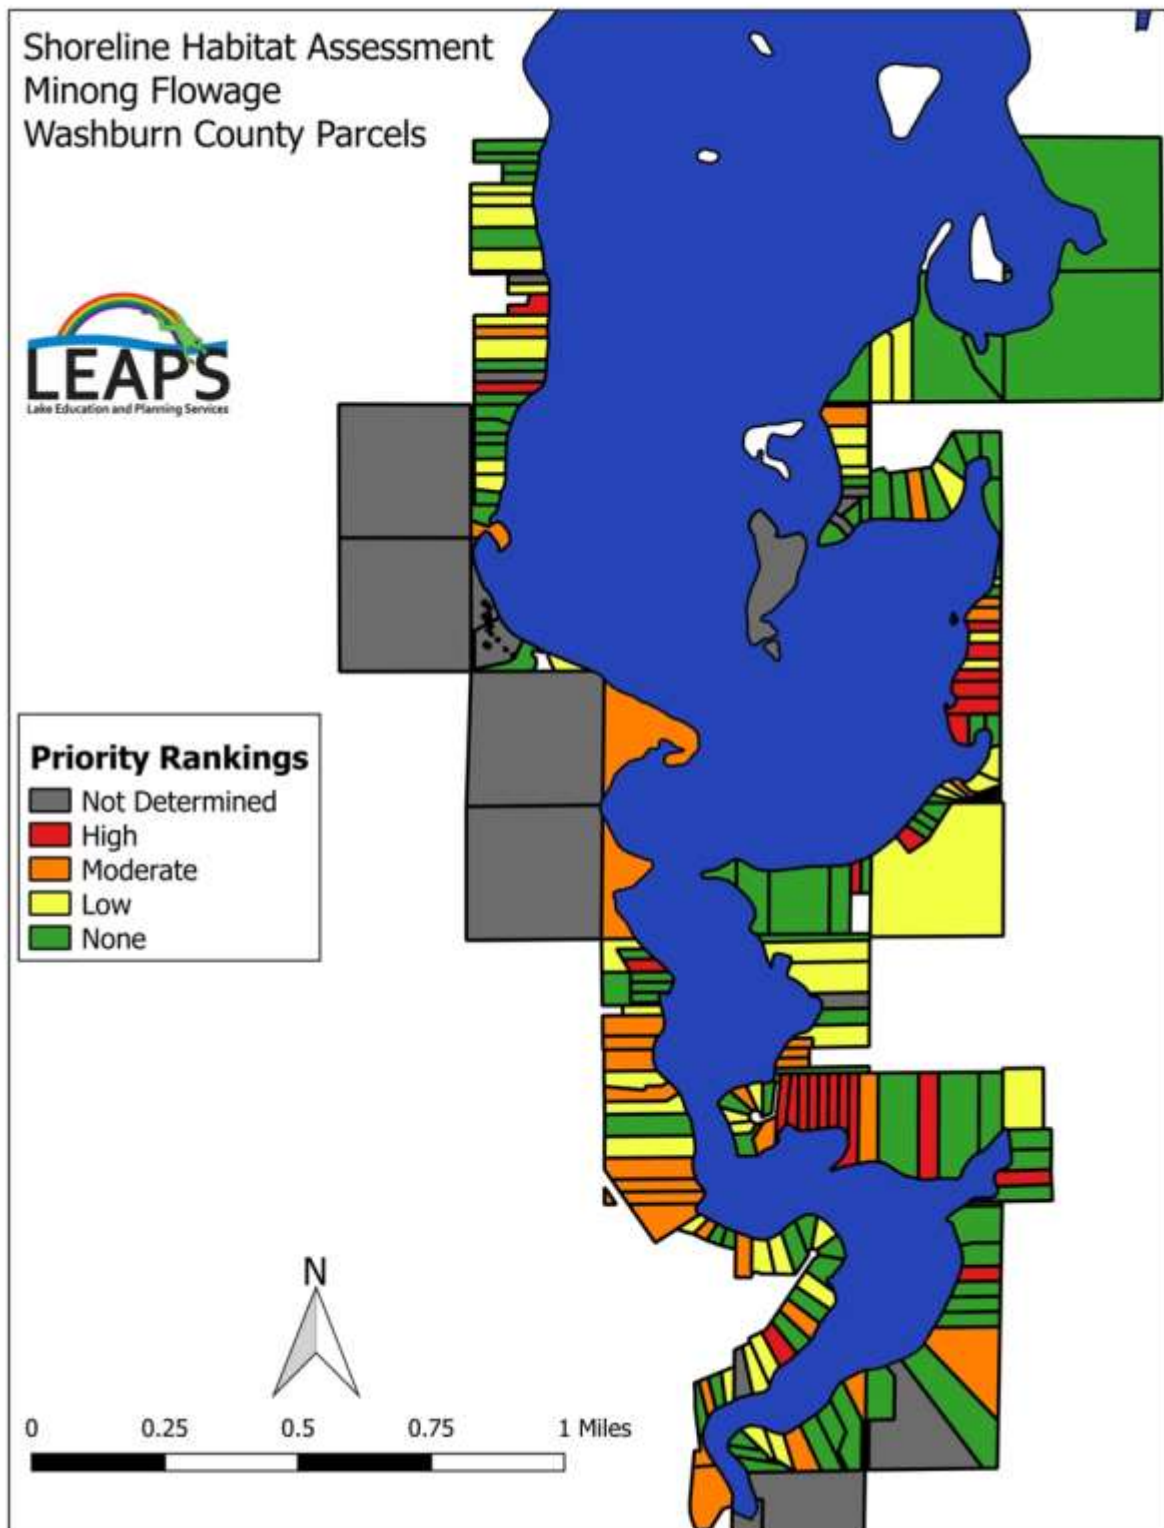 Shoreline Habitat Assessment
Minong Flowage
Washburn County Parcels
LEAPS
Lake Education and Planning Services
Priority Rankings
Not Determined
High
Moderate
Low
None
N
0 0.25 0.5 0.75 1 Miles